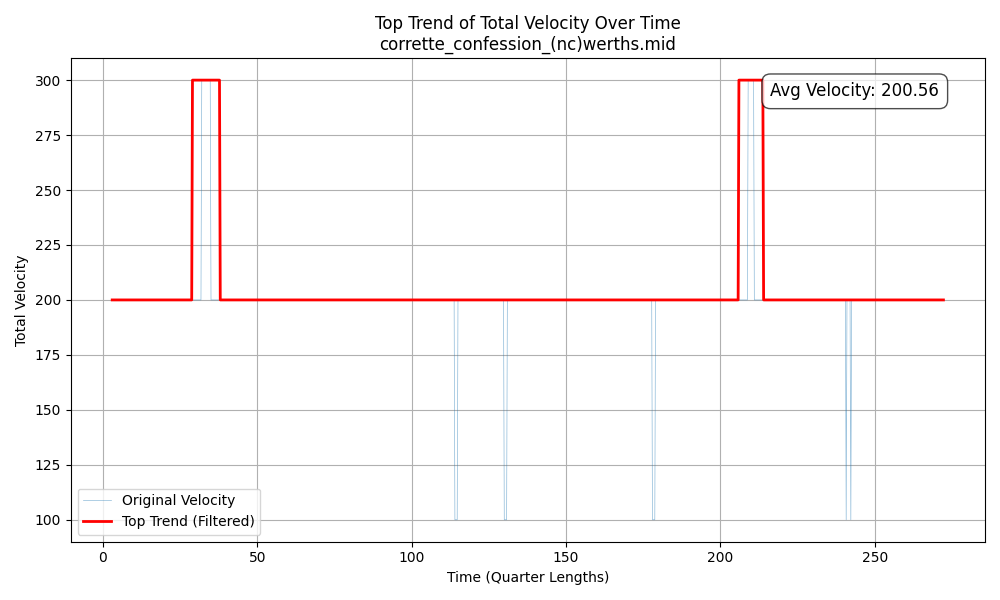 Top Trend of Total Velocity Over Time
corrette_confession_(nc)werths.mid
Total Velocity
300
275
250
225
200
175
150
125
100
Avg Velocity: 200.56
Original Velocity
Top Trend (Filtered)
0
50
100
150
200
250
Time (Quarter Lengths)